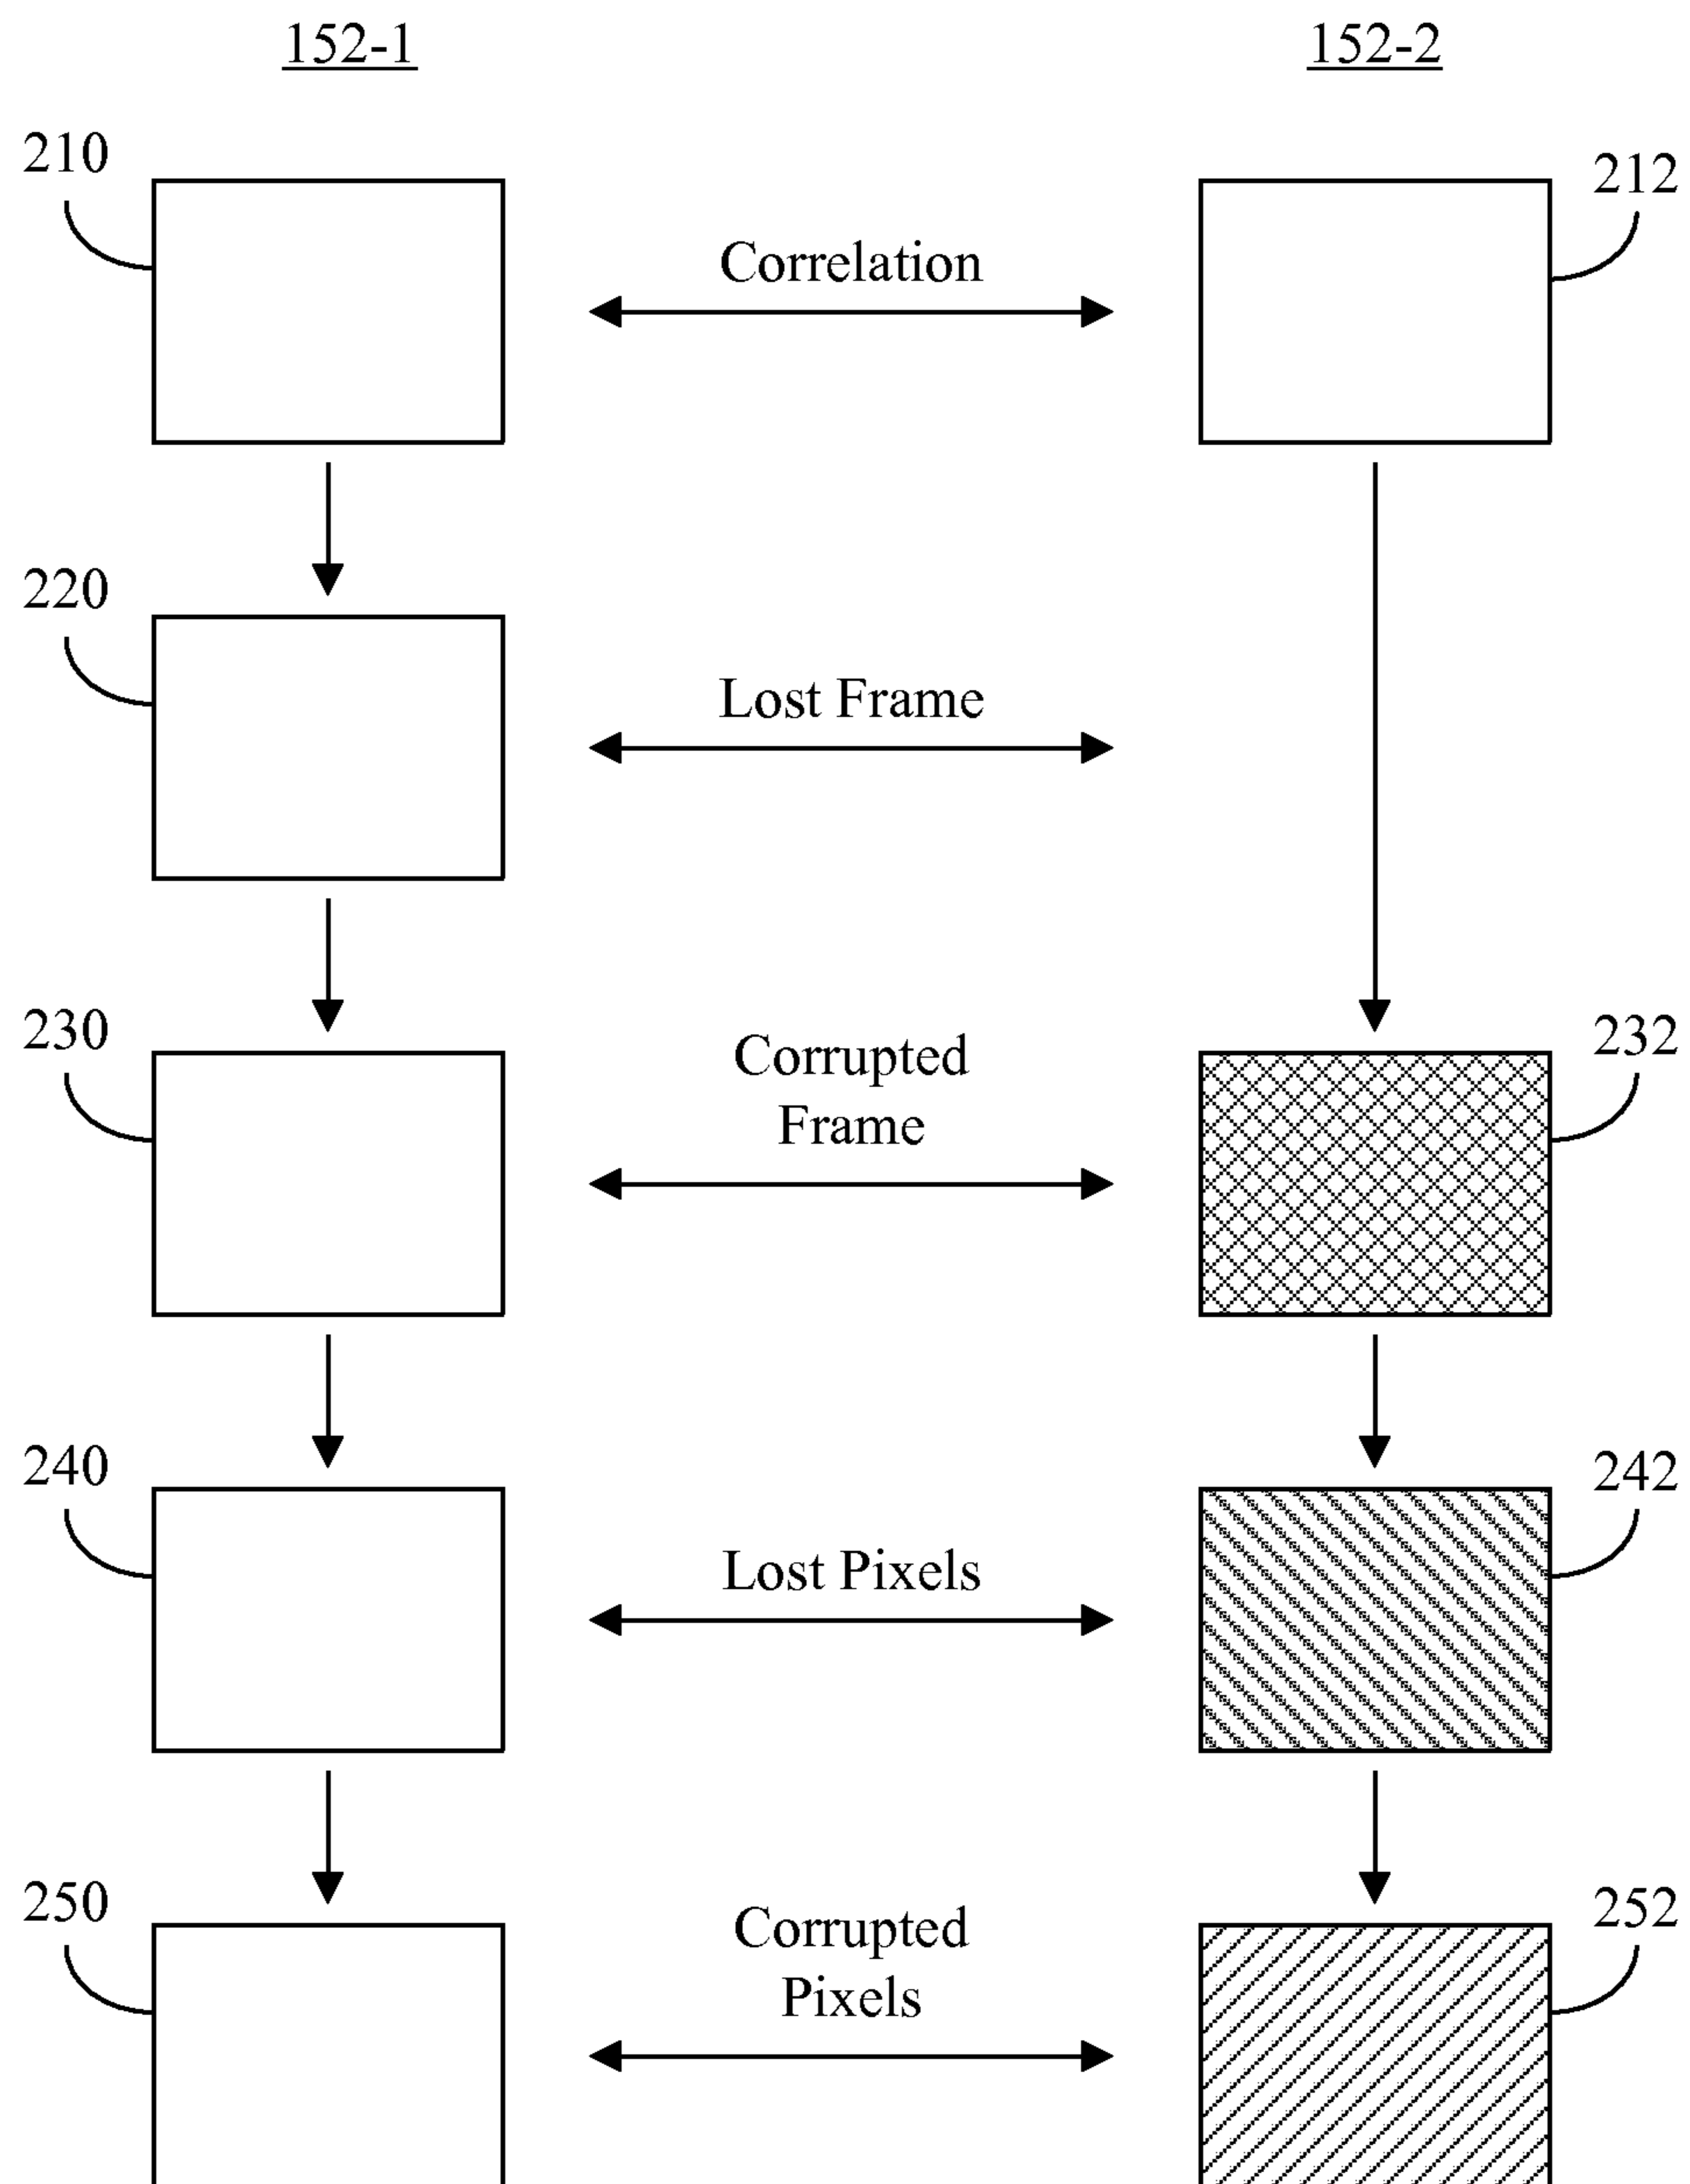 152-1
152-2
210
212
Correlation
220
Lost Frame
230
232
Corrupted
Frame
240
242
Lost Pixels
250
252
Corrupted
Pixels